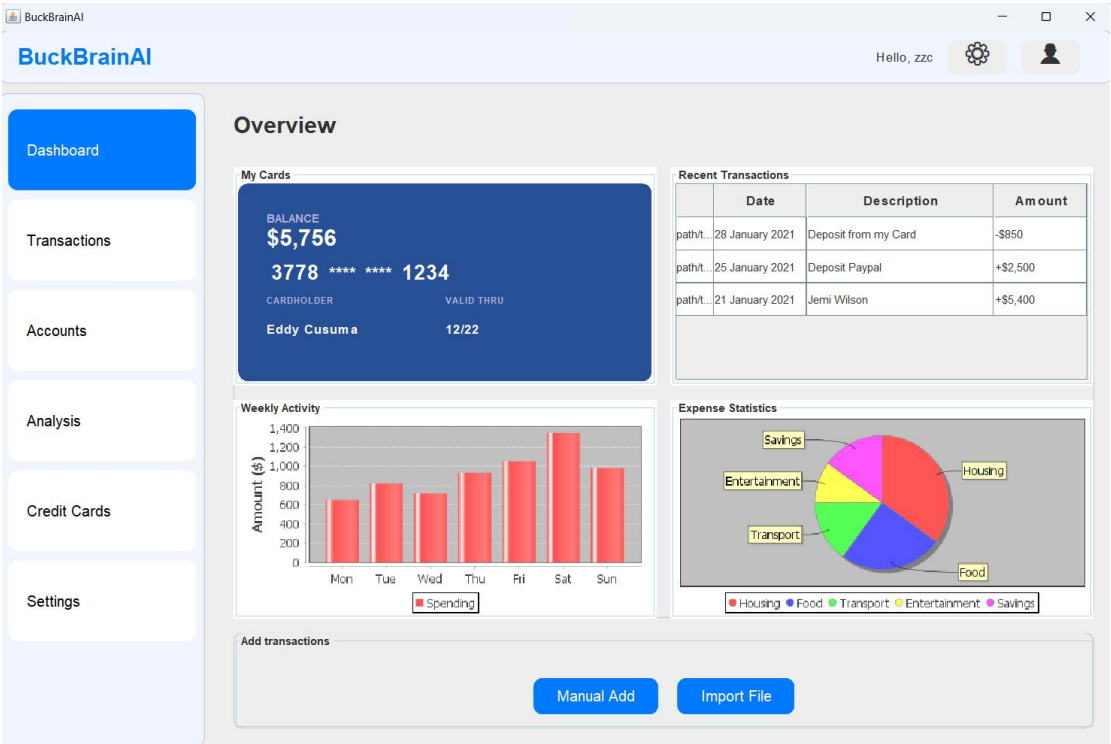 BuckBrainAI
BuckBrainAI
Hello, zzc
Dashboard
Transactions
Accounts
Analysis
Credit Cards
Settings
Overview
My Cards
BALANCE
$5,756
3778 **** **** 1234
CARDHOLDER VALID THRU
Eddy Cusuma 12/22
Recent Transactions
Date Description Amount
path/t... 28 January 2021 Deposit from my Card -$850
path/t... 25 January 2021 Deposit Paypal +$2,500
path/t... 21 January 2021 Jemi Wilson +$5,400
Weekly Activity
Amount ($)
1,400
1,200
1,000
800
600
400
200
0
Mon Tue Wed Thu Fri Sat Sun
Spending
Expense Statistics
Savings
Housing
Entertainment
Transport
Food
Housing Food Transport Entertainment Savings
Add transactions
Manual Add Import File